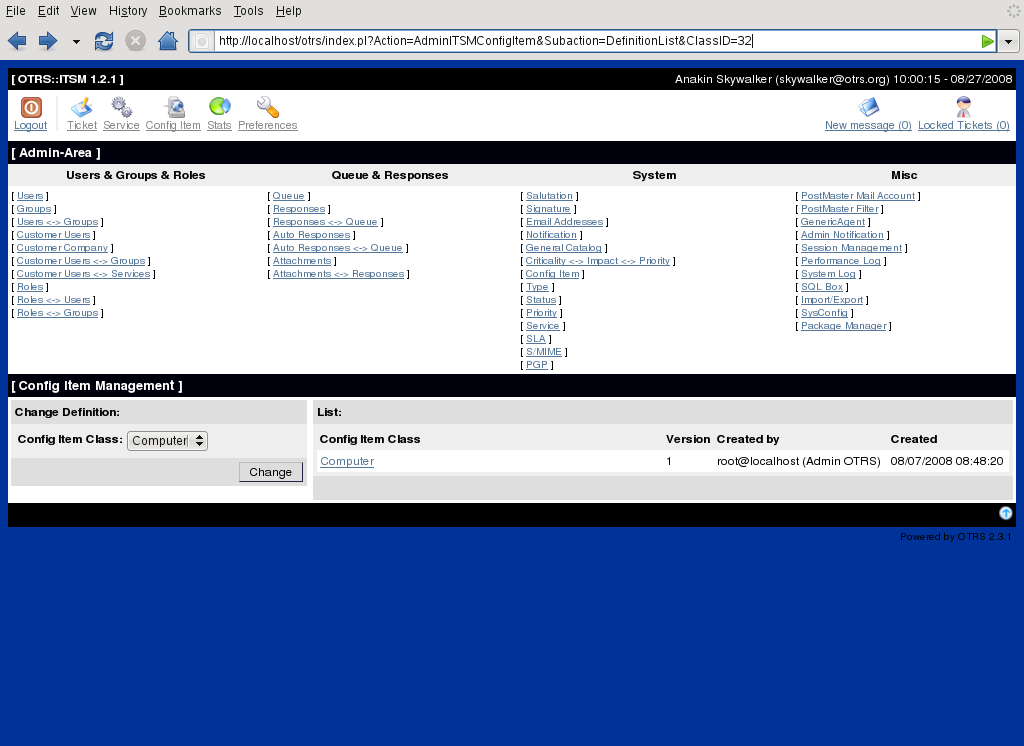 File Edit View History Bookmarks Tools Help
http://localhost/otrs/index.pl?Action=AdminITSMConfigItem&Subaction=DefinitionList&ClassID=32
[ OTRS::ITSM 1.2.1 ] Anakin Skywalker (skywalker@otrs.org) 10:00:15 - 08/27/2008
Logout Ticket Service Config Item Stats Preferences New message (0) Locked Tickets (0)
[ Admin-Area ]
Users & Groups & Roles Queue & Responses System Misc
[ Users ] [ Queue ] [ Salutation ] [ PostMaster Mail Account ]
[ Groups ] [ Responses ] [ Signature ] [ PostMaster Filter ]
[ Users <-> Groups ] [ Responses <-> Queue ] [ Email Addresses ] [ GenericAgent ]
[ Customer Users ] [ Auto Responses ] [ Notification ] [ Admin Notification ]
[ Customer Company ] [ Auto Responses <-> Queue ] [ General Catalog ] [ Session Management ]
[ Customer Users <-> Groups ] [ Attachments ] [ Criticality <-> Impact <-> Priority ] [ Performance Log ]
[ Customer Users <-> Services ] [ Attachments <-> Responses ] [ Config Item ] [ System Log ]
[ Roles ] [ Type ] [ SQL Box ]
[ Roles <-> Users ] [ Status ] [ Import/Export ]
[ Roles <-> Groups ] [ Priority ] [ SysConfig ]
[ Service ] [ Package Manager ]
[ SLA ]
[ S/MIME ]
[ PGP ]
[ Config Item Management ]
Change Definition: List:
Config Item Class: Computer Config Item Class Version Created by Created
Computer 1 root@localhost (Admin OTRS) 08/07/2008 08:48:20
Change
Powered by OTRS 2.3.1